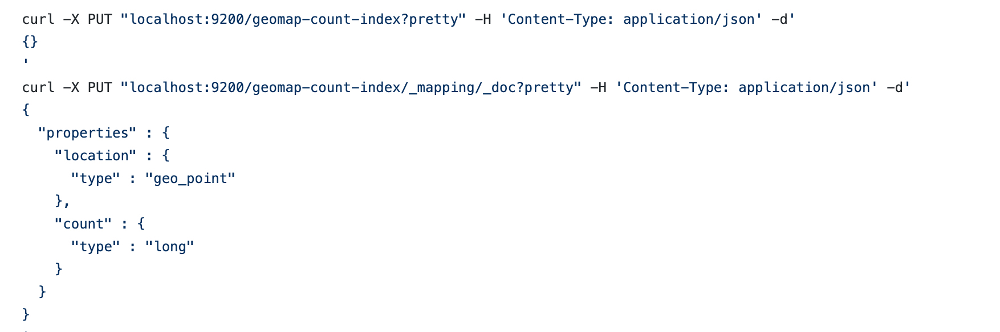 curl -X PUT "localhost:9200/geomap-count-index?pretty" -H 'Content-Type: application/json' -d'
{}
'
curl -X PUT "localhost:9200/geomap-count-index/_mapping/_doc?pretty" -H 'Content-Type: application/json' -d'
{
  "properties" : {
    "location" : {
      "type" : "geo_point"
    },
    "count" : {
      "type" : "long"
    }
  }
}